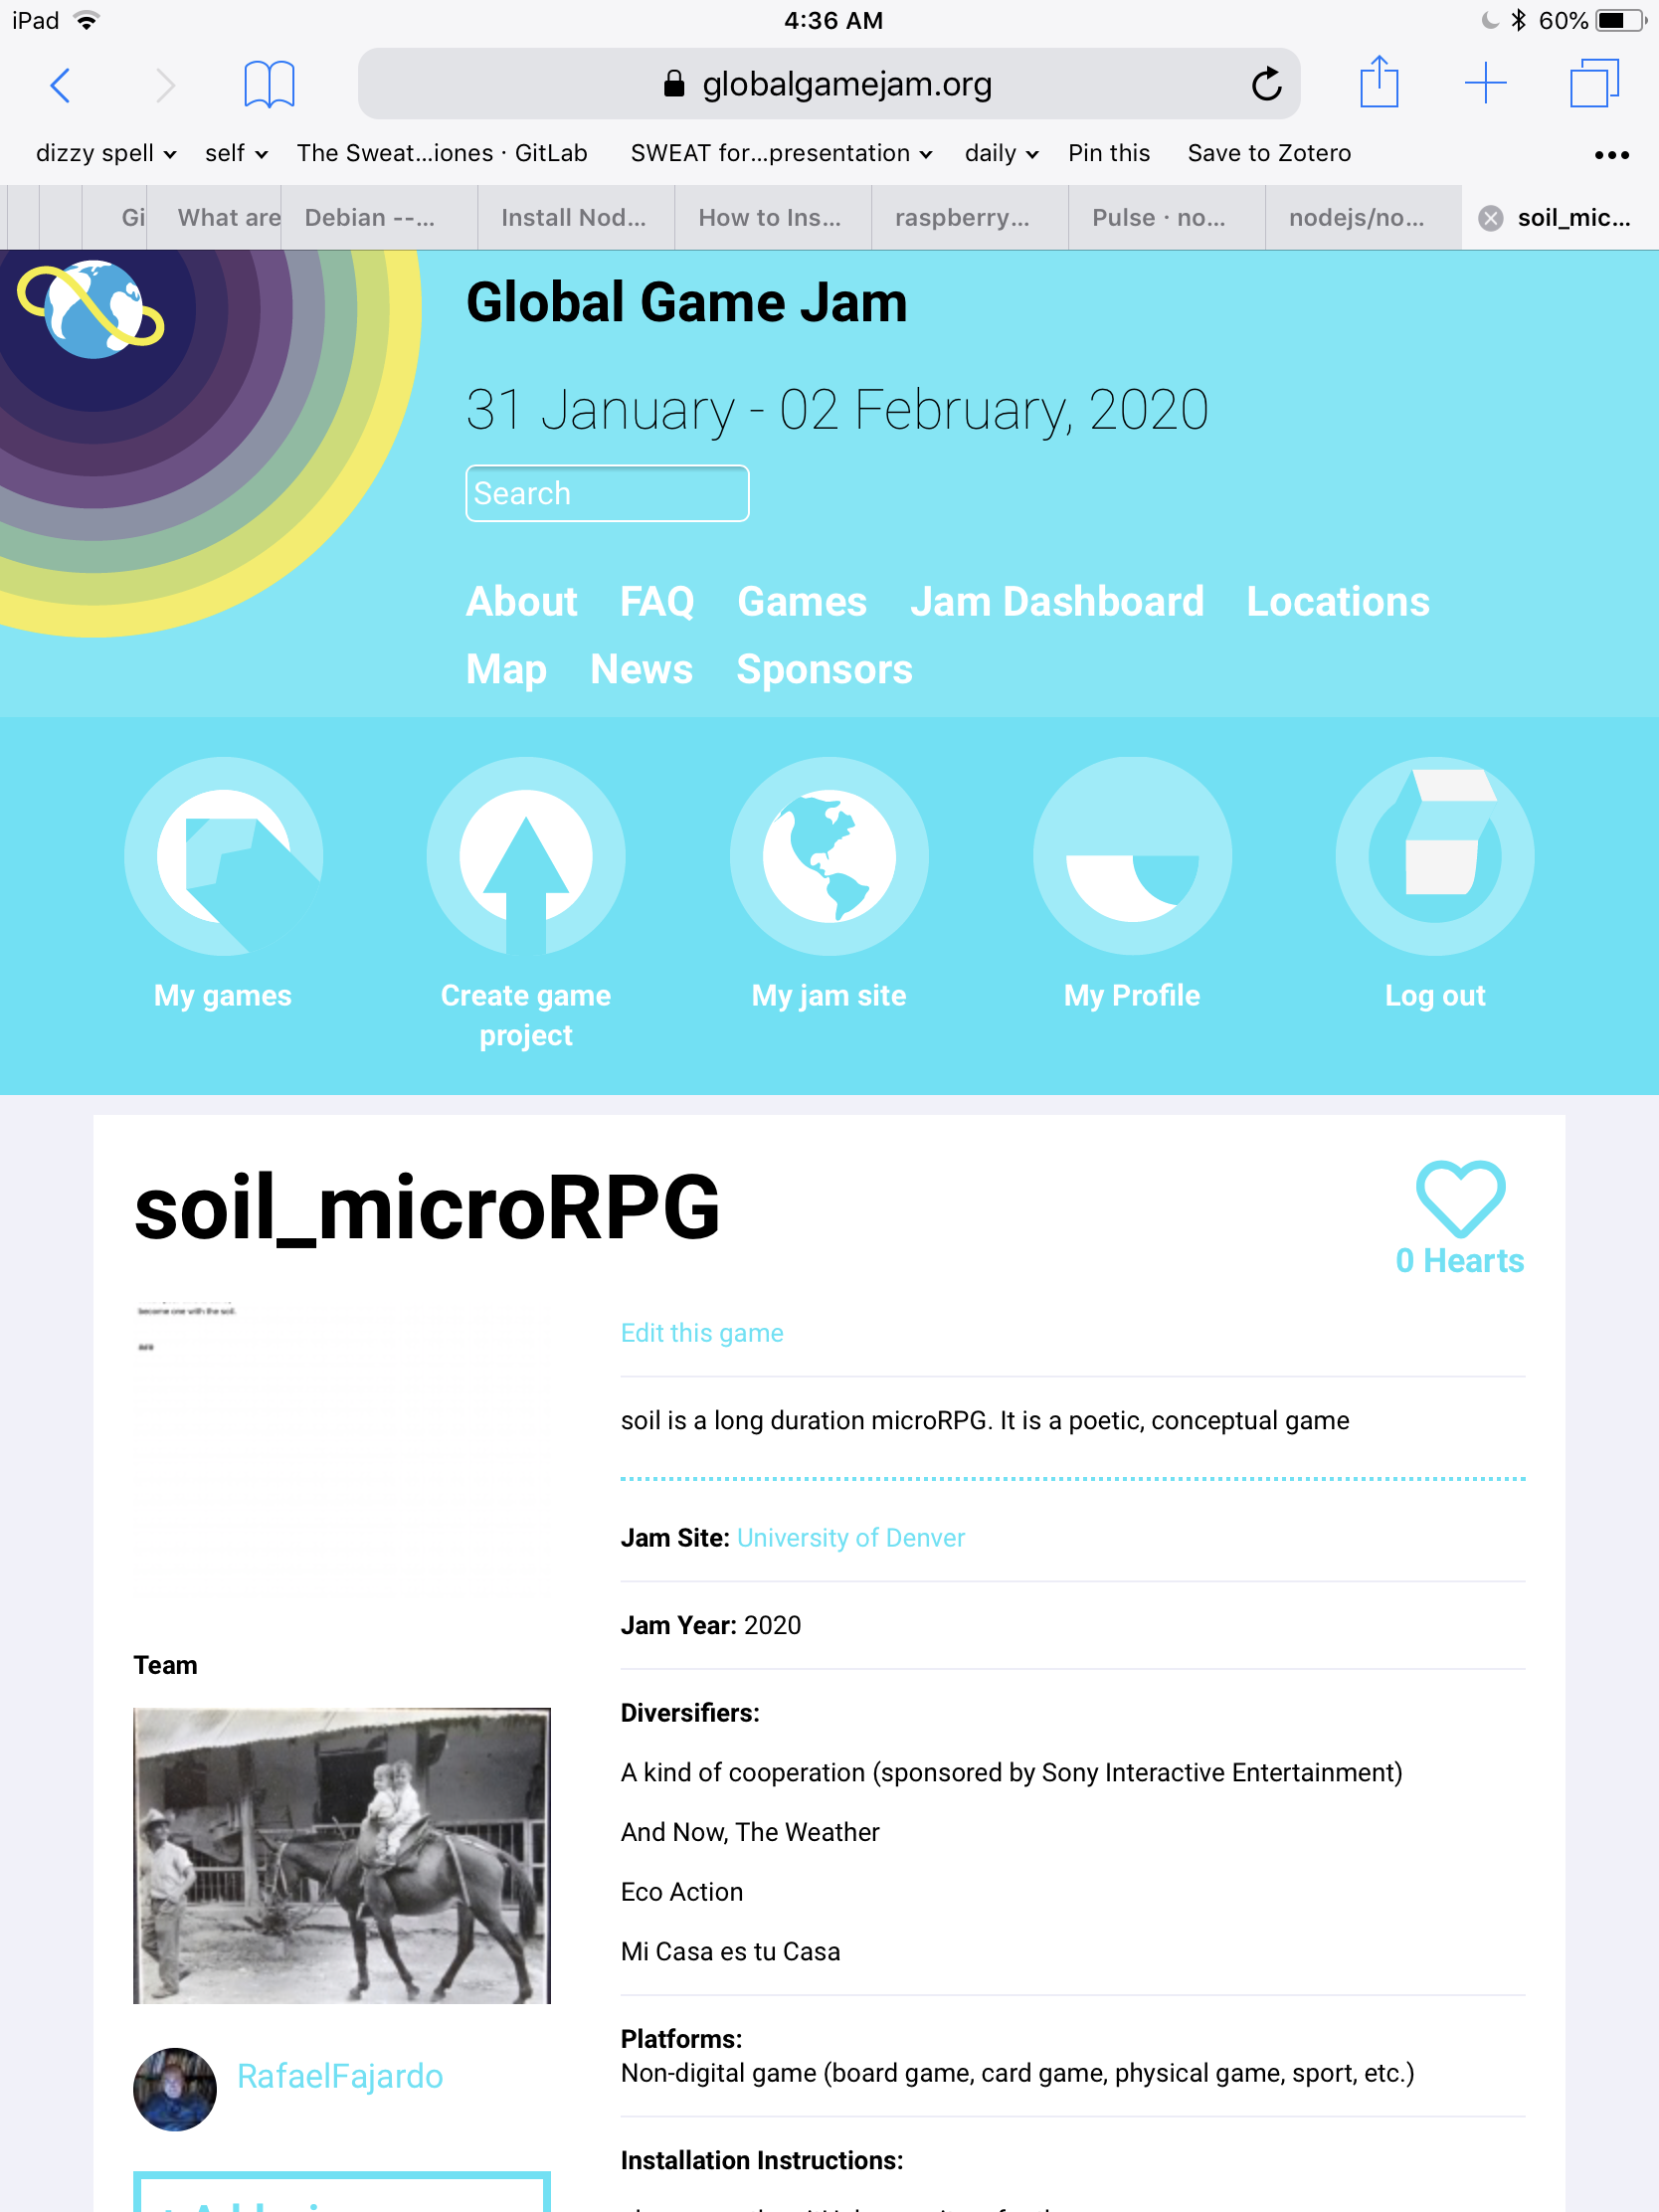 iPad
4:36 AM
60%
globalgamejam.org
dizzy spell self The Sweat...iones · GitLab SWEAT for...presentation daily Pin this Save to Zotero
Gi What are Debian --... Install Nod... How to Ins... raspberry... Pulse · no... nodejs/no... soil_mic...
Global Game Jam
31 January - 02 February, 2020
Search
About FAQ Games Jam Dashboard Locations
Map News Sponsors
My games
Create game
project
My jam site
My Profile
Log out
soil_microRPG
0 Hearts
become one with the soil.
Edit this game
soil is a long duration microRPG. It is a poetic, conceptual game
Jam Site: University of Denver
Jam Year: 2020
Team
Diversifiers:
A kind of cooperation (sponsored by Sony Interactive Entertainment)
And Now, The Weather
Eco Action
Mi Casa es tu Casa
Platforms:
Non-digital game (board game, card game, physical game, sport, etc.)
RafaelFajardo
Installation Instructions: